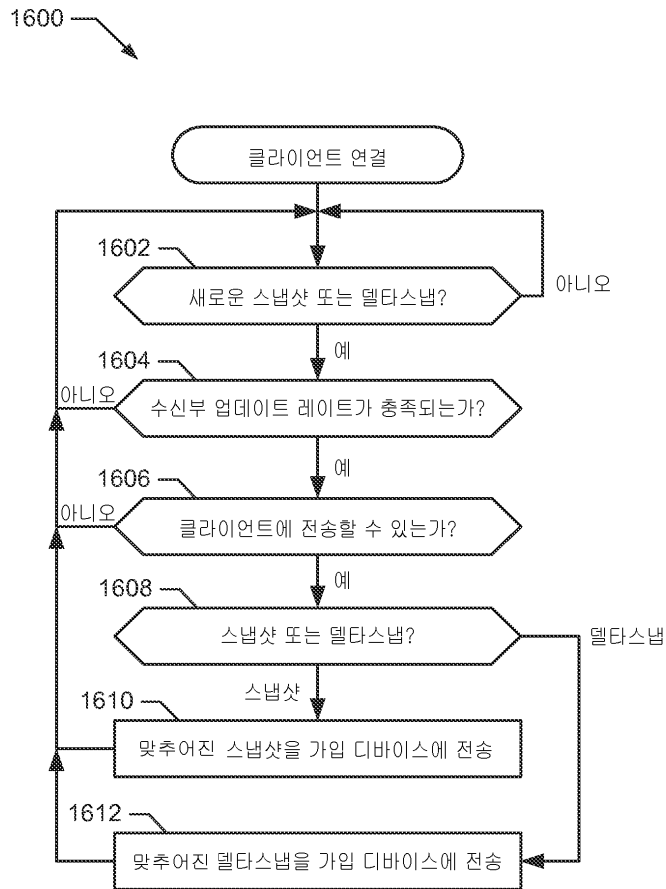 1600
클라이언트 연결
1602
새로운 스냅샷 또는 델타스냅?
아니오
예
1604
아니오
수신부 업데이트 레이트가 충족되는가?
예
1606
아니오
클라이언트에 전송할 수 있는가?
예
1608
스냅샷 또는 델타스냅?
델타스냅
스냅샷
1610
맞추어진 스냅샷을 가입 디바이스에 전송
1612
맞추어진 델타스냅을 가입 디바이스에 전송